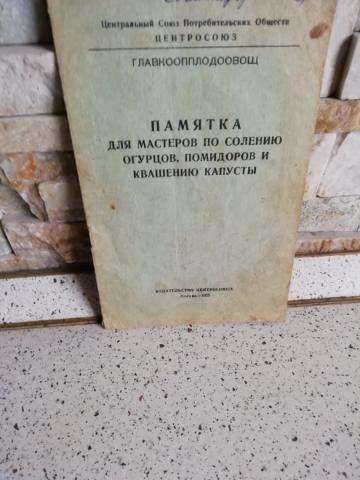 Центральный Союз Потребительских Обществ
ЦЕНТРОСОЮЗ
ГЛАВКООППЛОДООВОЩ
ПАМЯТКА
ДЛЯ МАСТЕРОВ ПО СОЛЕНИЮ
ОГУРЦОВ, ПОМИДОРОВ И
КВАШЕНИЮ КАПУСТЫ
ИЗДАТЕЛЬСТВО ЦЕНТРОСОЮЗА